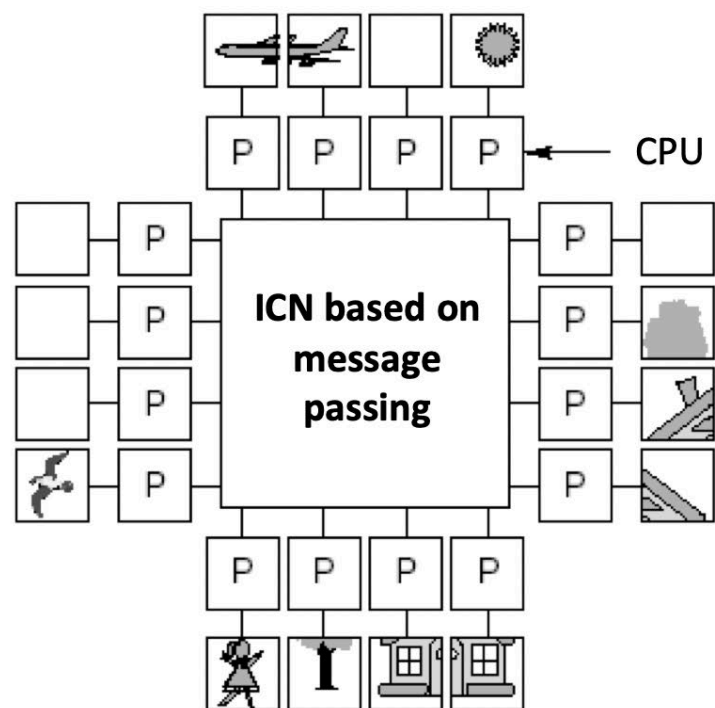 P P P P CPU
P P
ICN based on
P P
message
P P
passing
P P
P P P P